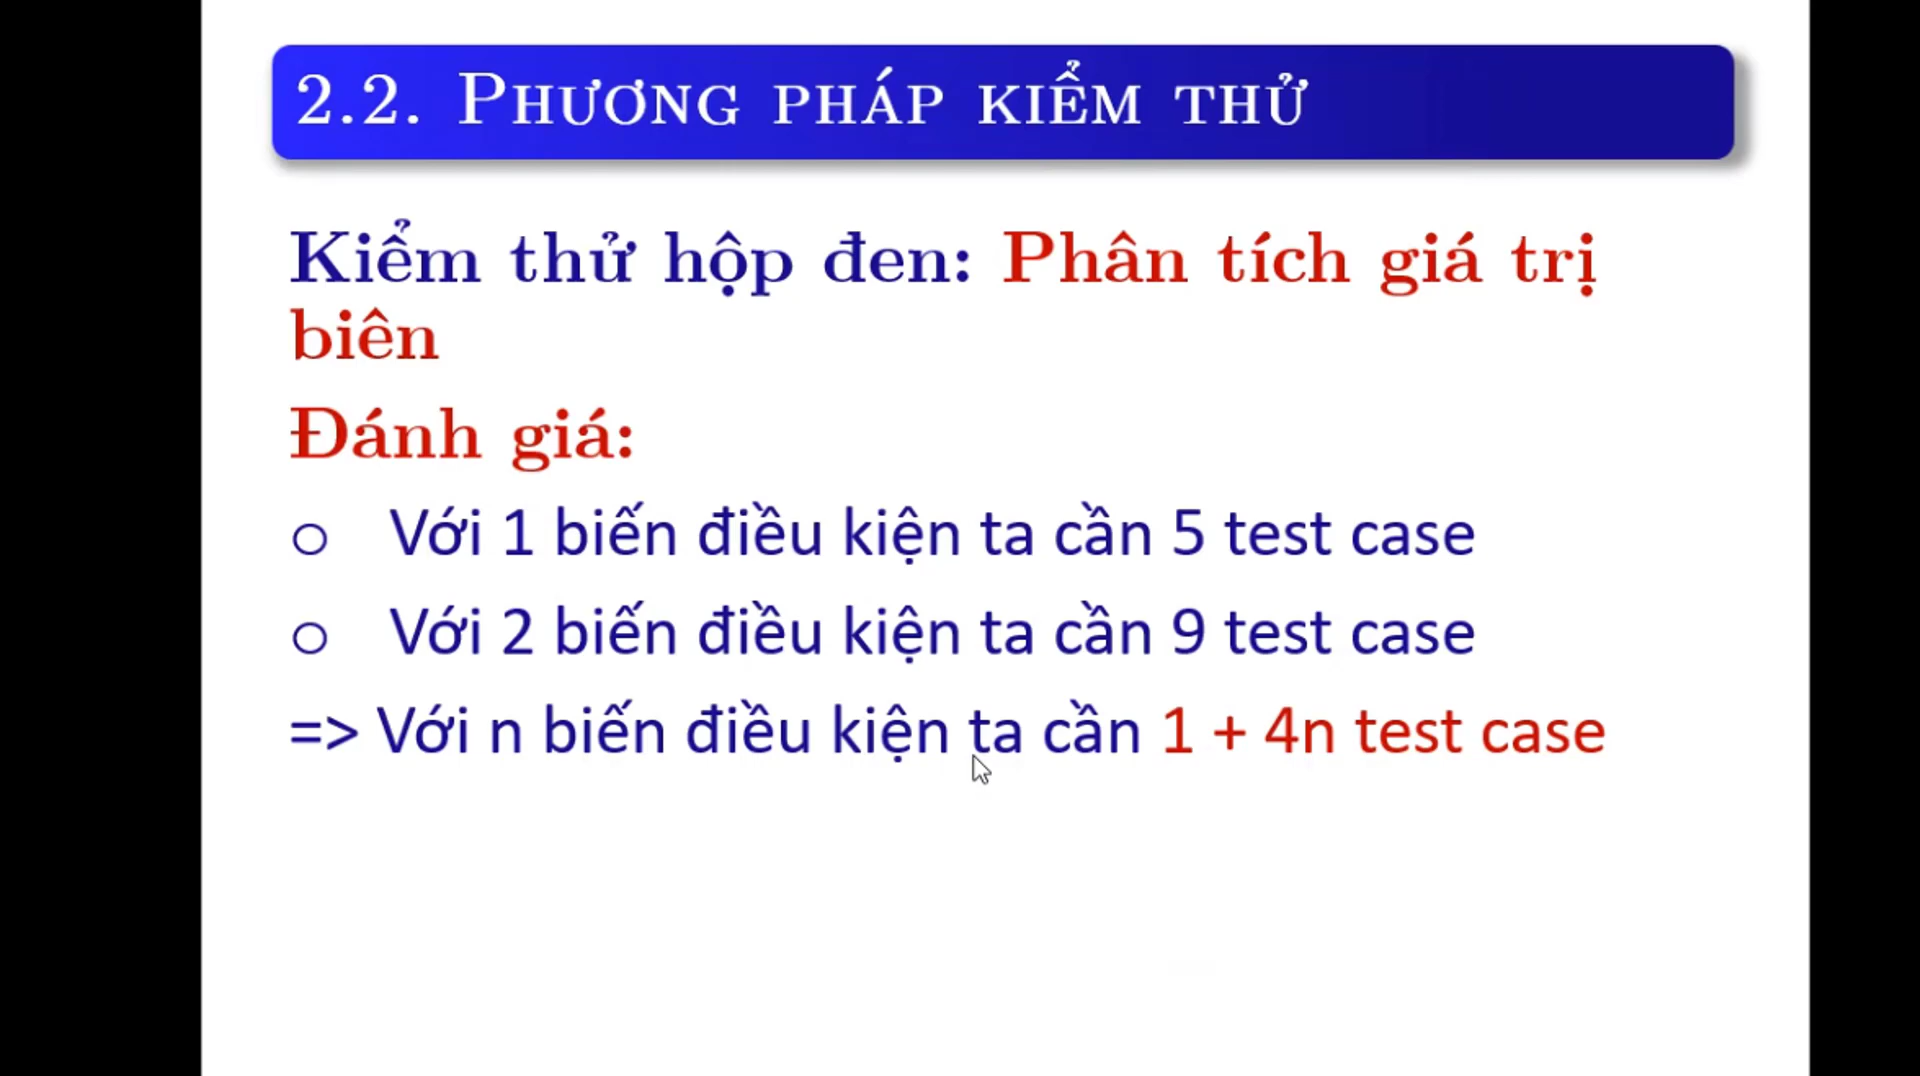 2.2. Phương pháp kiểm thử
Kiểm thử hộp đen: Phân tích giá trị
biên
Đánh giá:
o Với 1 biến điều kiện ta cần 5 test case
o Với 2 biến điều kiện ta cần 9 test case
=> Với n biến điều kiện ta cần 1 + 4n test case